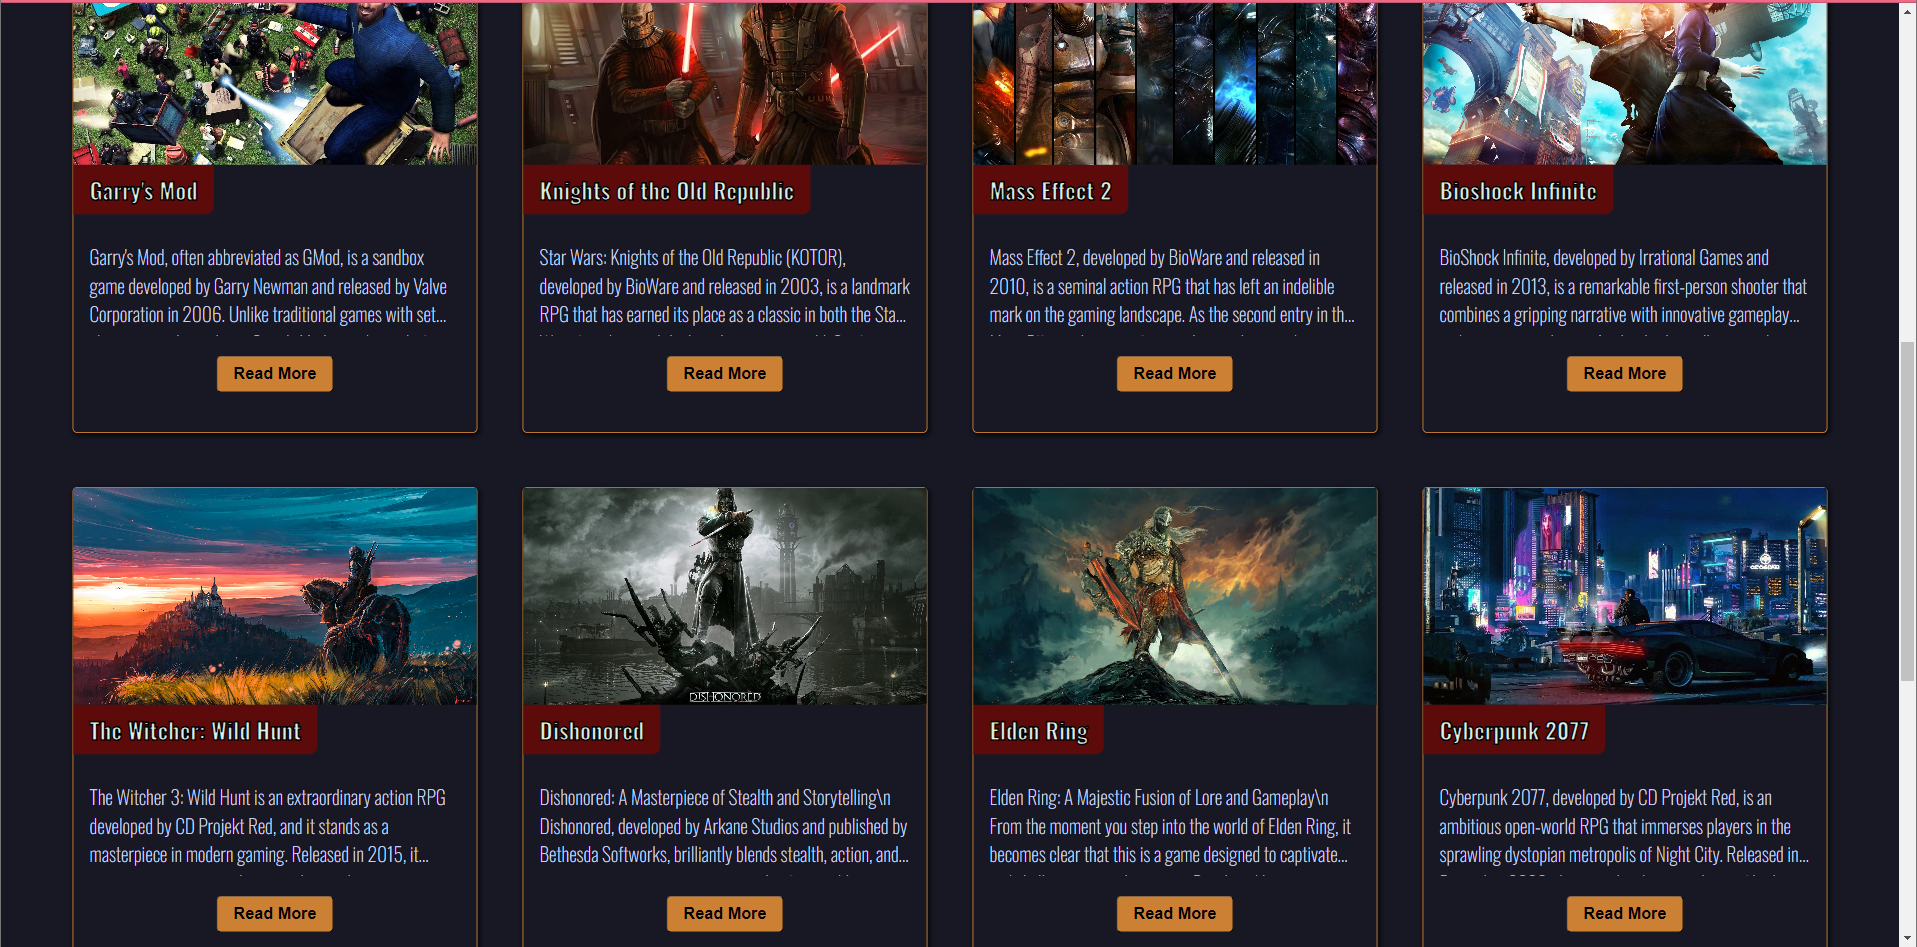 Garry's Mod
Garry's Mod, often abbreviated as GMod, is a sandbox
game developed by Garry Newman and released by Valve
Corporation in 2006. Unlike traditional games with set...
Read More
Knights of the Old Republic
Star Wars: Knights of the Old Republic (KOTOR),
developed by BioWare and released in 2003, is a landmark
RPG that has earned its place as a classic in both the Sta...
Read More
Mass Effect 2
Mass Effect 2, developed by BioWare and released in
2010, is a seminal action RPG that has left an indelible
mark on the gaming landscape. As the second entry in th...
Read More
Bioshock Infinite
BioShock Infinite, developed by Irrational Games and
released in 2013, is a remarkable first-person shooter that
combines a gripping narrative with innovative gameplay...
Read More
The Witcher: Wild Hunt
The Witcher 3: Wild Hunt is an extraordinary action RPG
developed by CD Projekt Red, and it stands as a
masterpiece in modern gaming. Released in 2015, it...
Read More
DISHONORED
Dishonored
Dishonored: A Masterpiece of Stealth and Storytelling\n
Dishonored, developed by Arkane Studios and published by
Bethesda Softworks, brilliantly blends stealth, action, and...
Read More
Elden Ring
Elden Ring: A Majestic Fusion of Lore and Gameplay\n
From the moment you step into the world of Elden Ring, it
becomes clear that this is a game designed to captivate...
Read More
Cyberpunk 2077
Cyberpunk 2077, developed by CD Projekt Red, is an
ambitious open-world RPG that immerses players in the
sprawling dystopian metropolis of Night City. Released in...
Read More